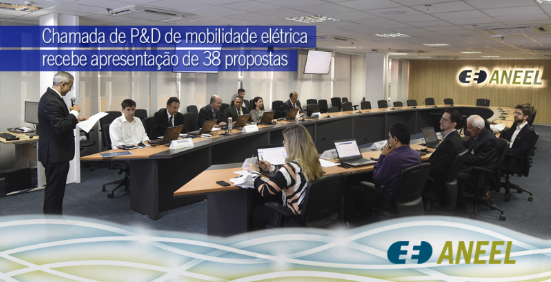 Chamada de P&D de mobilidade elétrica
recebe apresentação de 38 propostas
ANEEL
ANEEL